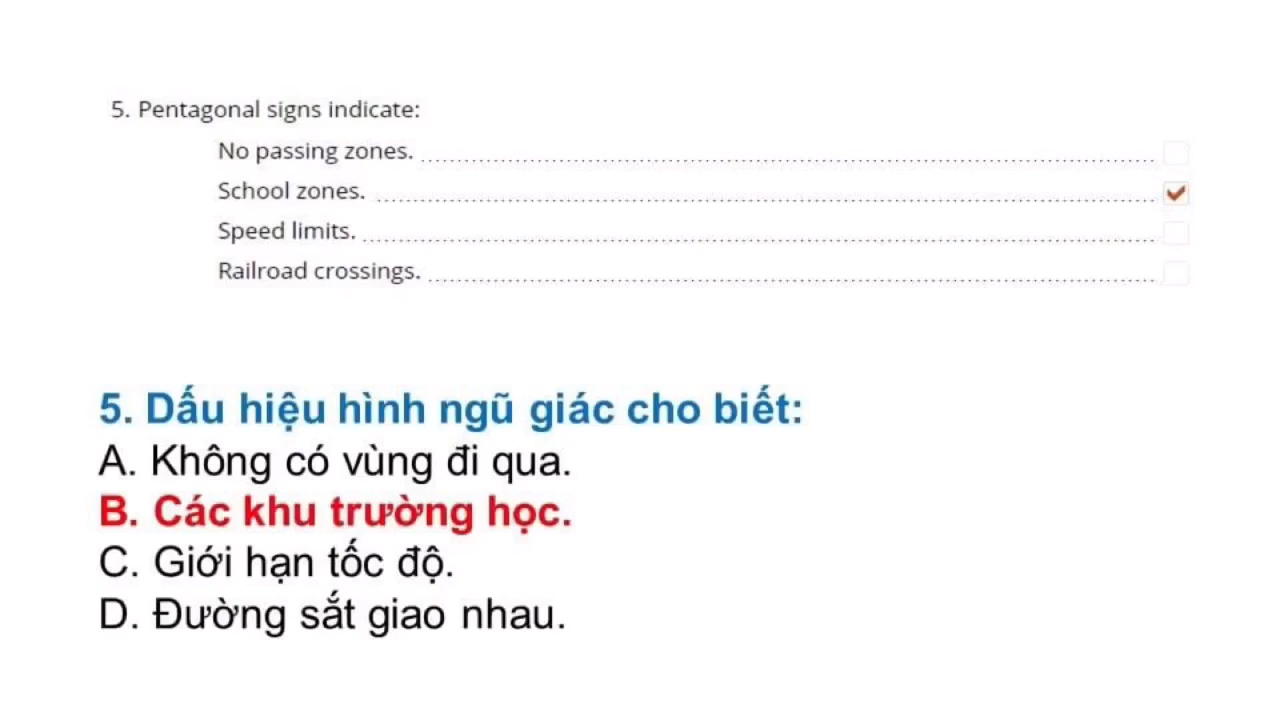 5. Pentagonal signs indicate:
No passing zones.
School zones.
Speed limits.
Railroad crossings.
5. Dấu hiệu hình ngũ giác cho biết:
A. Không có vùng đi qua.
B. Các khu trường học.
C. Giới hạn tốc độ.
D. Đường sắt giao nhau.